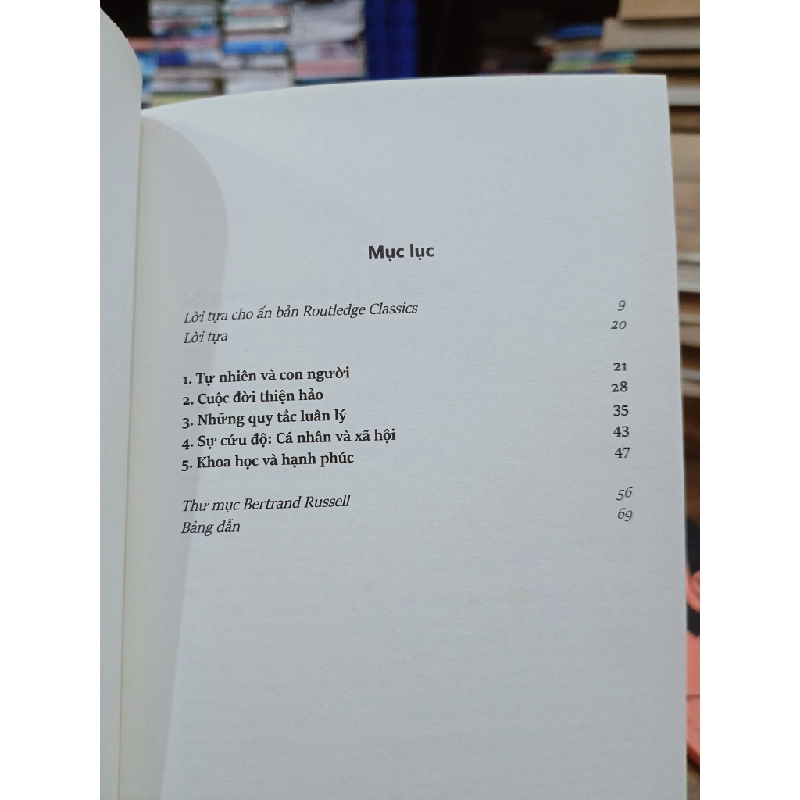 Mục lục
Lời tựa cho ấn bản Routledge Classics 9
Lời tựa 20
1. Tự nhiên và con người 21
2. Cuộc đời thiện hảo 28
3. Những quy tắc luân lý 35
4. Sự cứu độ: Cá nhân và xã hội 43
5. Khoa học và hạnh phúc 47
Thư mục Bertrand Russell 56
Bảng dẫn 69